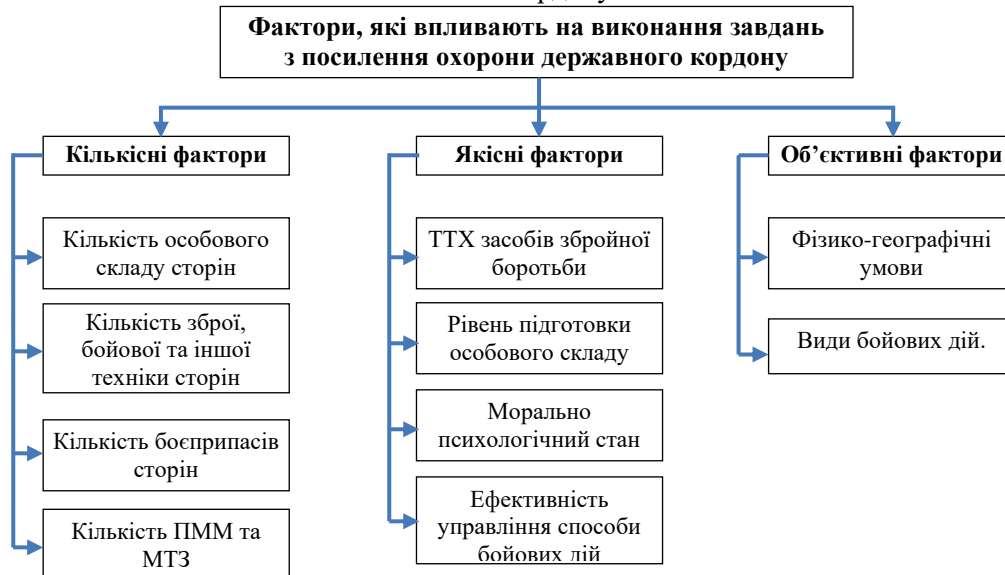 Фактори, які впливають на виконання завдань
з посилення охорони державного кордону
Кількісні фактори
Кількість особового
складу сторін
Кількість зброї,
бойової та іншої
техніки сторін
Кількість боєприпасів
сторін
Кількість ПММ та
МТЗ
Якісні фактори
ТТХ засобів збройної
боротьби
Рівень підготовки
особового складу
Морально
психологічний стан
Ефективність
управління способи
бойових дій
Об’єктивні фактори
Фізико-географічні
умови
Види бойових дій.